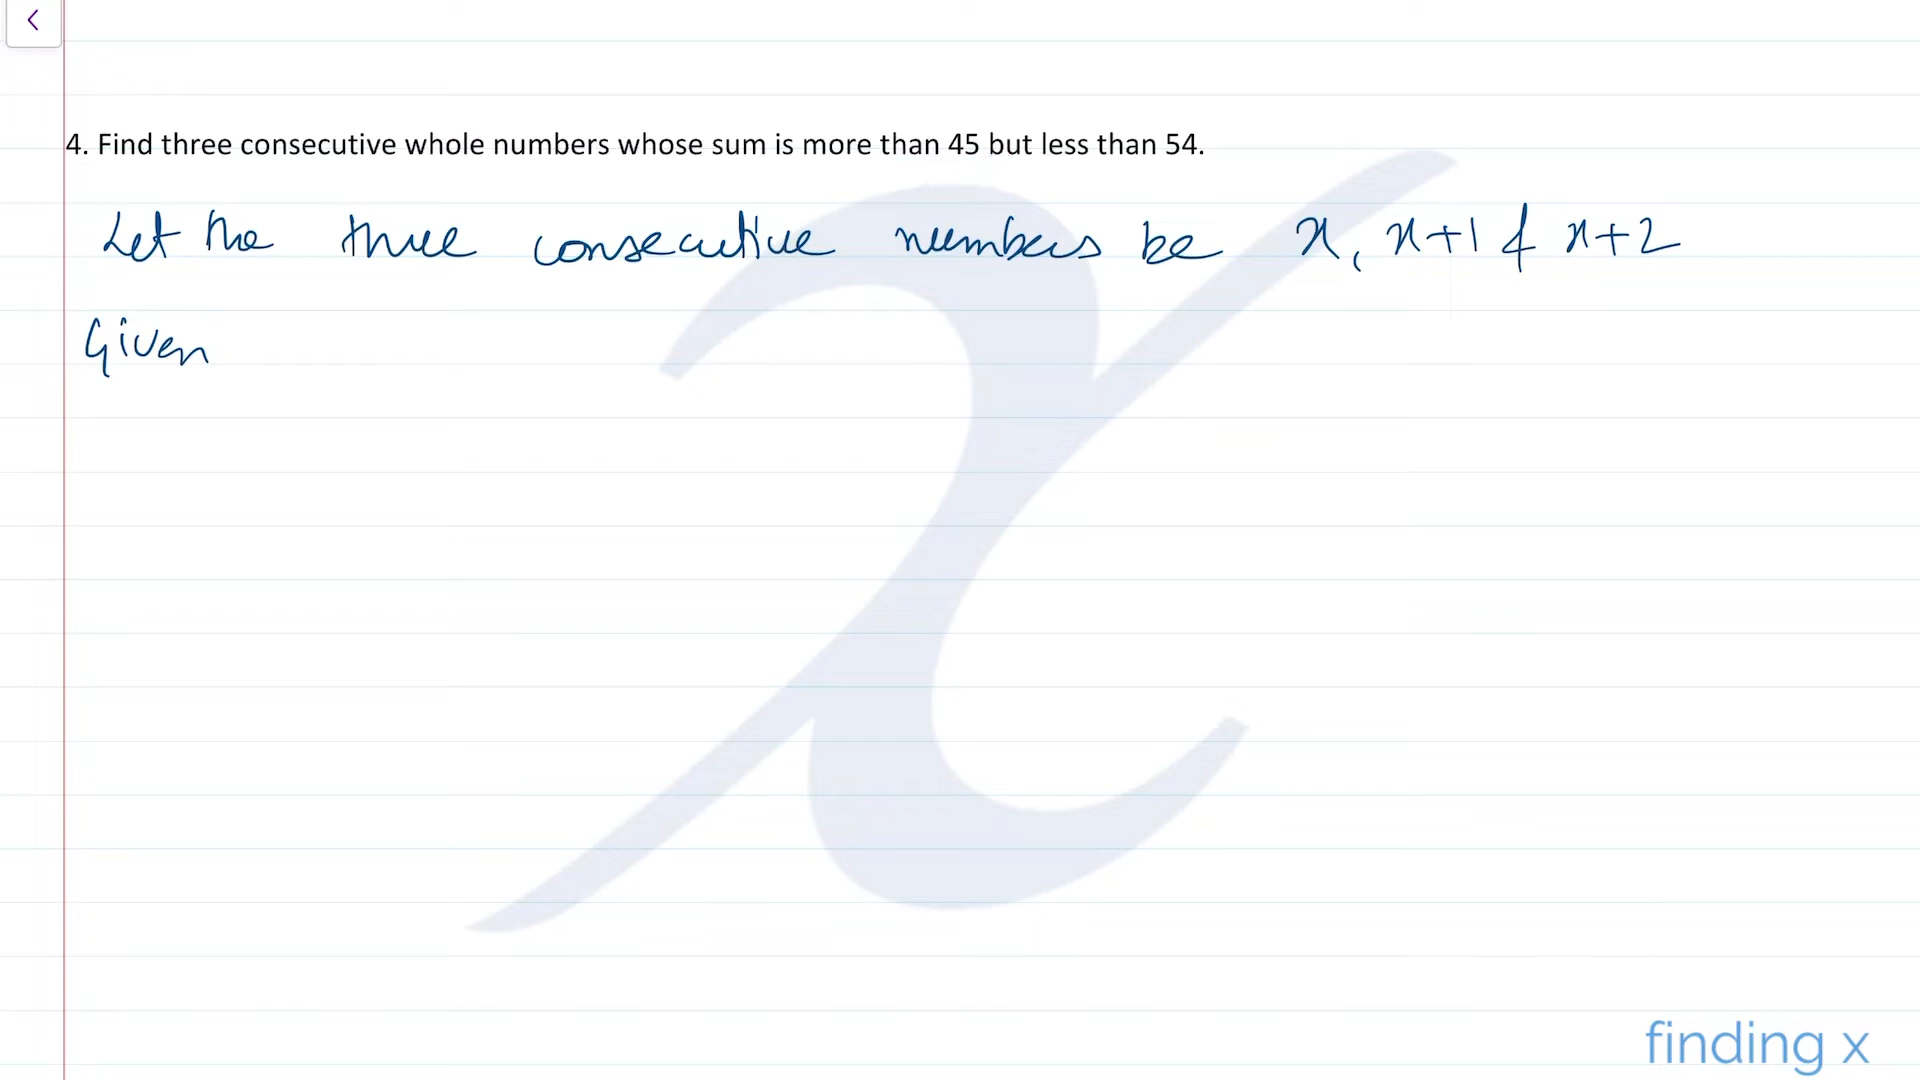 4. Find three consecutive whole numbers whose sum is more than 45 but less than 54.
Let the three consecutive numbers be x, x+1 & x+2
Given
finding x